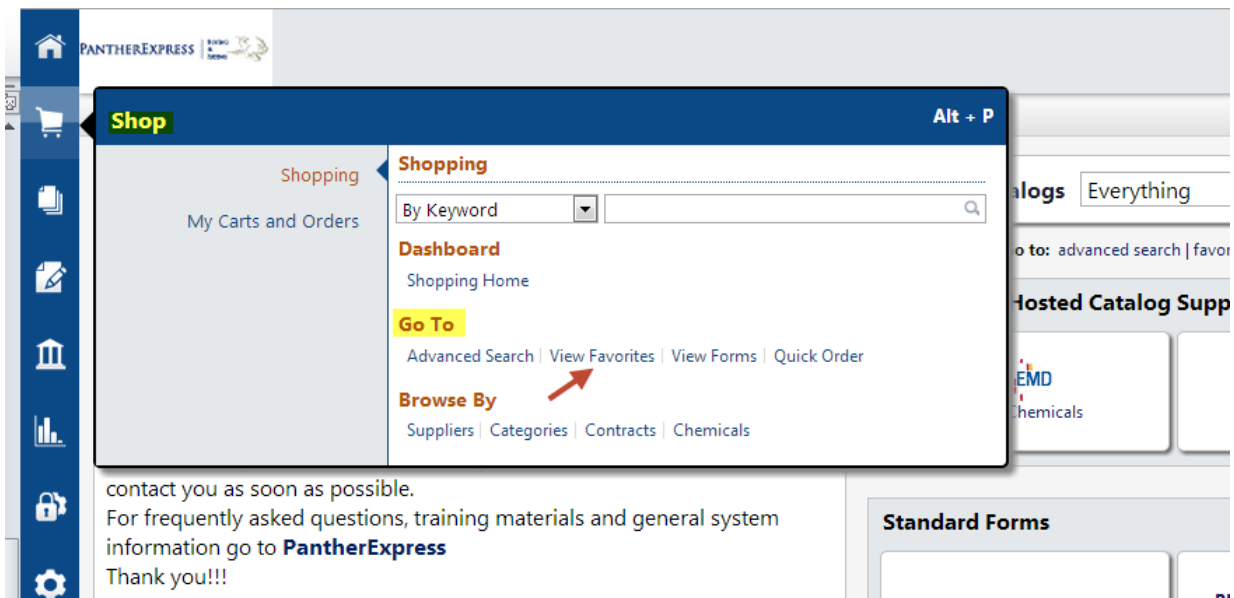 PANTHEREXPRESS
Shop
Alt + P
Shopping
My Carts and Orders
Shopping
By Keyword
Dashboard
Shopping Home
Go To
Advanced Search | View Favorites | View Forms | Quick Order
Browse By
Suppliers | Categories | Contracts | Chemicals
alogs Everything
o to: advanced search | favor
Hosted Catalog Supp
EMD
Chemicals
contact you as soon as possible.
For frequently asked questions, training materials and general system
information go to PantherExpress
Thank you!!!
Standard Forms